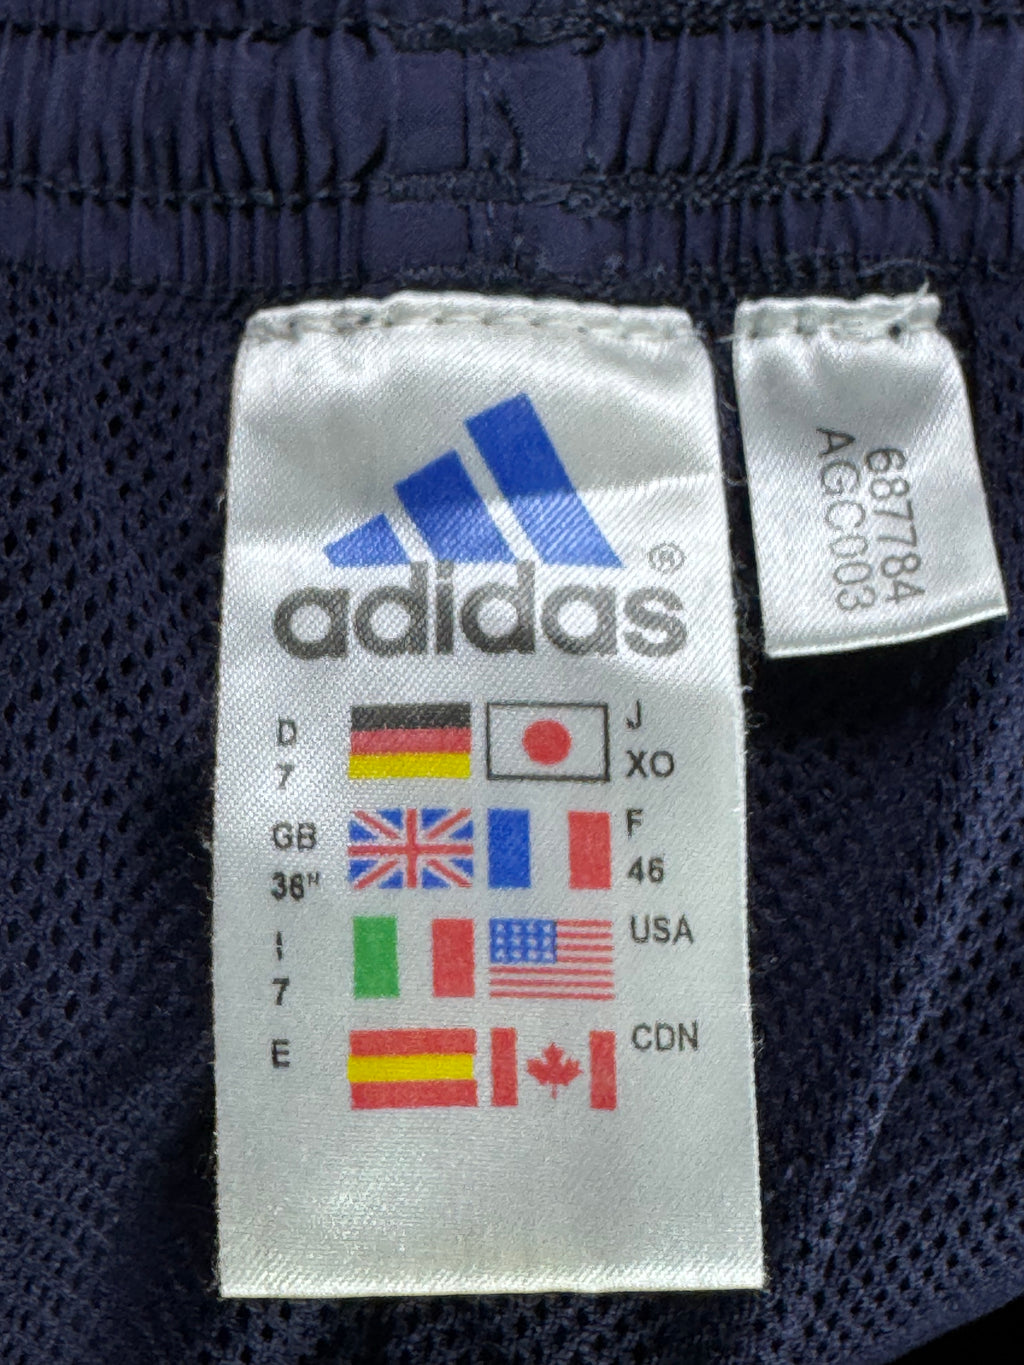 adidas®
D
7
J
XO
GB
36"
F
46
I
7
USA
E
CDN
687784
AGC003